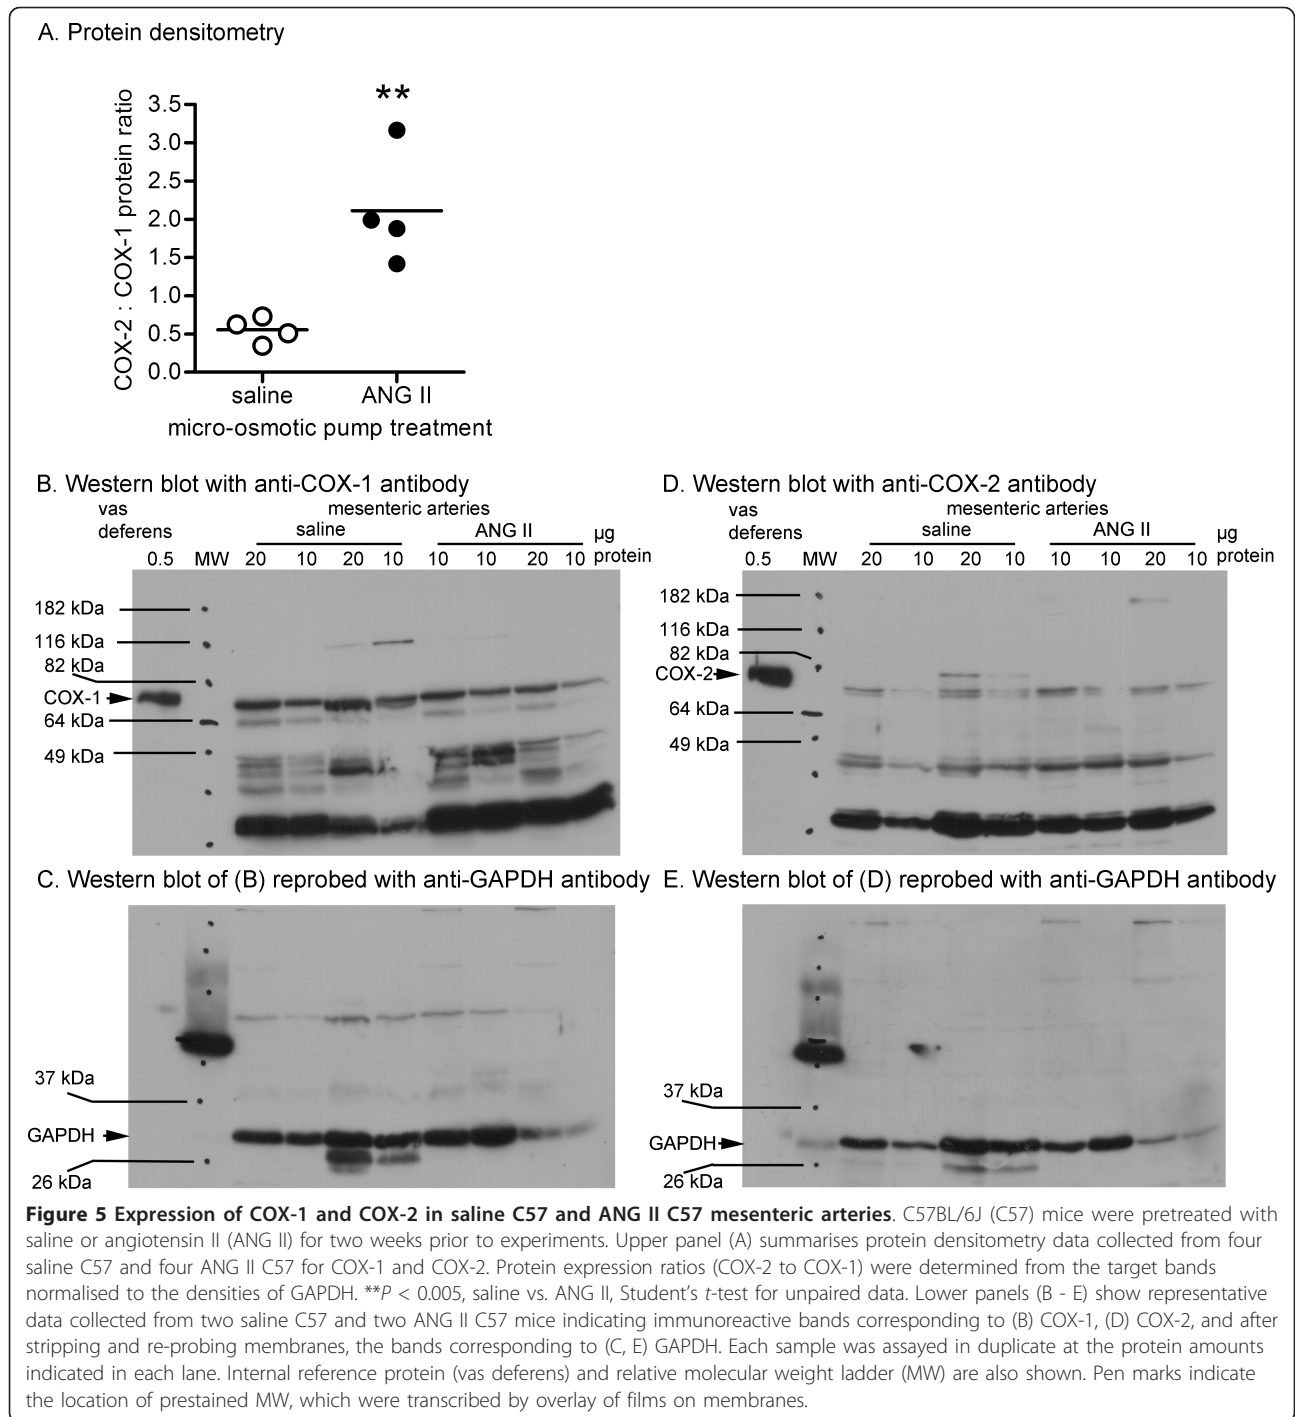 A. Protein densitometry
**
COX-2 : COX-1 protein ratio
3.5
3.0
2.5
2.0
1.5
1.0
0.5
0.0
saline ANG II
micro-osmotic pump treatment
B. Western blot with anti-COX-1 antibody
vas mesenteric arteries
deferens saline ANG II µg
0.5 MW 20 10 20 10 10 10 20 10 protein
182 kDa
116 kDa
82 kDa
COX-1
64 kDa
49 kDa
D. Western blot with anti-COX-2 antibody
vas mesenteric arteries
deferens saline ANG II µg
0.5 MW 20 10 20 10 10 10 20 10 protein
182 kDa
116 kDa
82 kDa
COX-2
64 kDa
49 kDa
C. Western blot of (B) reprobed with anti-GAPDH antibody
37 kDa
GAPDH
26 kDa
E. Western blot of (D) reprobed with anti-GAPDH antibody
37 kDa
GAPDH
26 kDa
Figure 5 Expression of COX-1 and COX-2 in saline C57 and ANG II C57 mesenteric arteries. C57BL/6J (C57) mice were pretreated with
saline or angiotensin II (ANG II) for two weeks prior to experiments. Upper panel (A) summarises protein densitometry data collected from four
saline C57 and four ANG II C57 for COX-1 and COX-2. Protein expression ratios (COX-2 to COX-1) were determined from the target bands
normalised to the densities of GAPDH. **P < 0.005, saline vs. ANG II, Student's t-test for unpaired data. Lower panels (B - E) show representative
data collected from two saline C57 and two ANG II C57 mice indicating immunoreactive bands corresponding to (B) COX-1, (D) COX-2, and after
stripping and re-probing membranes, the bands corresponding to (C, E) GAPDH. Each sample was assayed in duplicate at the protein amounts
indicated in each lane. Internal reference protein (vas deferens) and relative molecular weight ladder (MW) are also shown. Pen marks indicate
the location of prestained MW, which were transcribed by overlay of films on membranes.